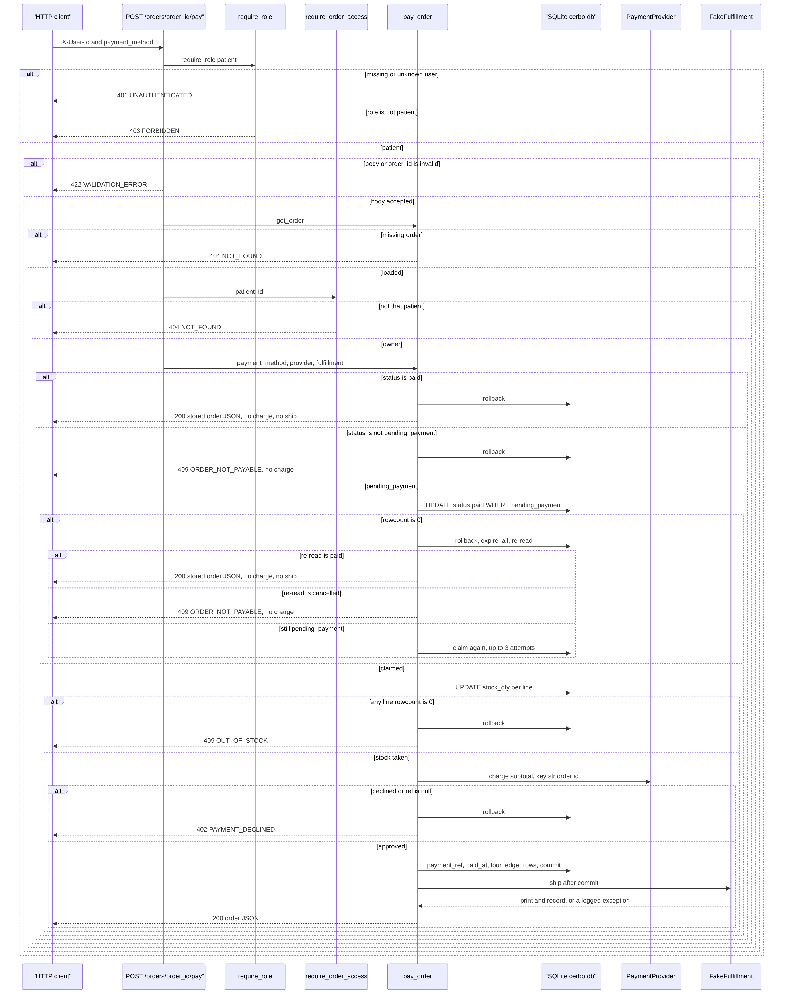 "HTTP client"
"POST /orders/order_id/pay"
require_role
require_order_access
pay_order
"SQLite cerbo.db"
PaymentProvider
FakeFulfillment
X-User-Id and payment_method
require_role patient
alt
[missing or unknown user]
401 UNAUTHENTICATED
[role is not patient]
403 FORBIDDEN
[patient]
alt
[body or order_id is invalid]
422 VALIDATION_ERROR
[body accepted]
get_order
alt
[missing order]
404 NOT_FOUND
[loaded]
patient_id
alt
[not that patient]
404 NOT_FOUND
[owner]
payment_method, provider, fulfillment
alt
[status is paid]
rollback
200 stored order JSON, no charge, no ship
[status is not pending_payment]
rollback
409 ORDER_NOT_PAYABLE, no charge
[pending_payment]
UPDATE status paid WHERE pending_payment
alt
[rowcount is 0]
rollback, expire_all, re-read
alt
[re-read is paid]
200 stored order JSON, no charge, no ship
[re-read is cancelled]
409 ORDER_NOT_PAYABLE, no charge
[still pending_payment]
claim again, up to 3 attempts
[claimed]
UPDATE stock_qty per line
alt
[any line rowcount is 0]
rollback
409 OUT_OF_STOCK
[stock taken]
charge subtotal, key str order id
alt
[declined or ref is null]
rollback
402 PAYMENT_DECLINED
[approved]
payment_ref, paid_at, four ledger rows, commit
ship after commit
print and record, or a logged exception
200 order JSON
"HTTP client"
"POST /orders/order_id/pay"
require_role
require_order_access
pay_order
"SQLite cerbo.db"
PaymentProvider
FakeFulfillment